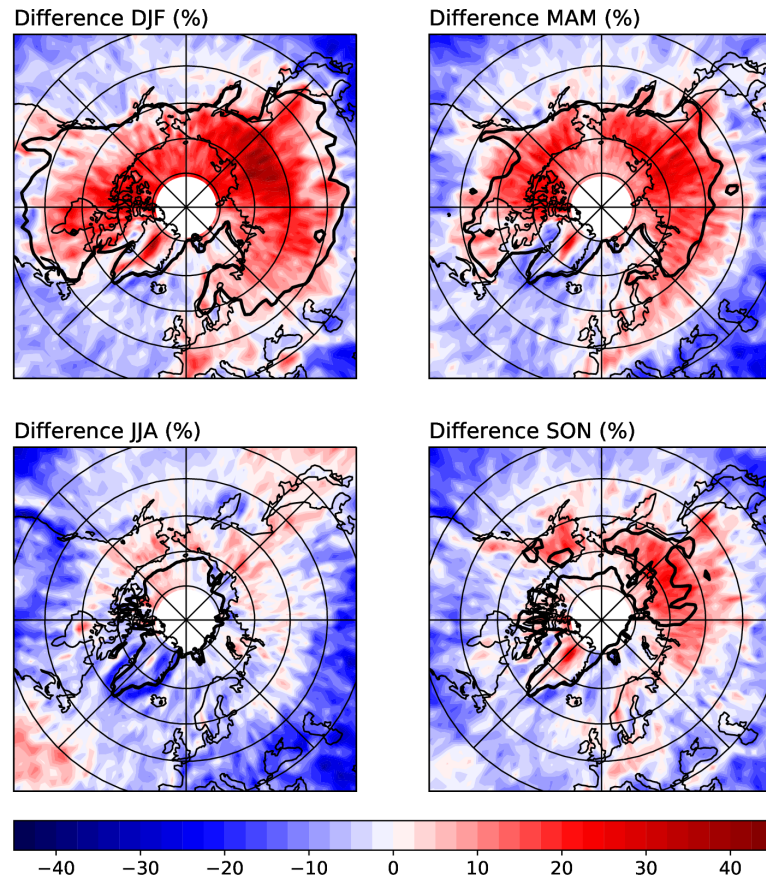 Difference DJF (%)
Difference MAM (%)
Difference JJA (%)
Difference SON (%)
−40 −30 −20 −10 0 10 20 30 40